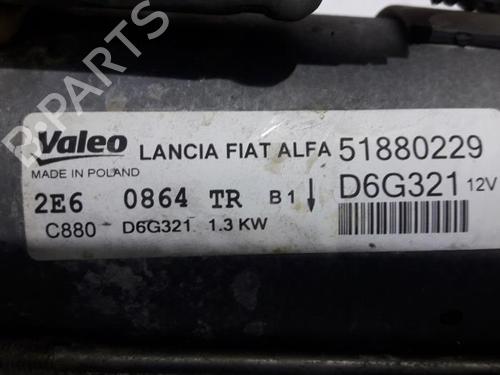 B-PARTS
Valeo LANCIA FIAT ALFA 51880229
MADE IN POLAND
D6G321 12V
2E6 0864 TR B1
C880 D6G321 1.3 KW